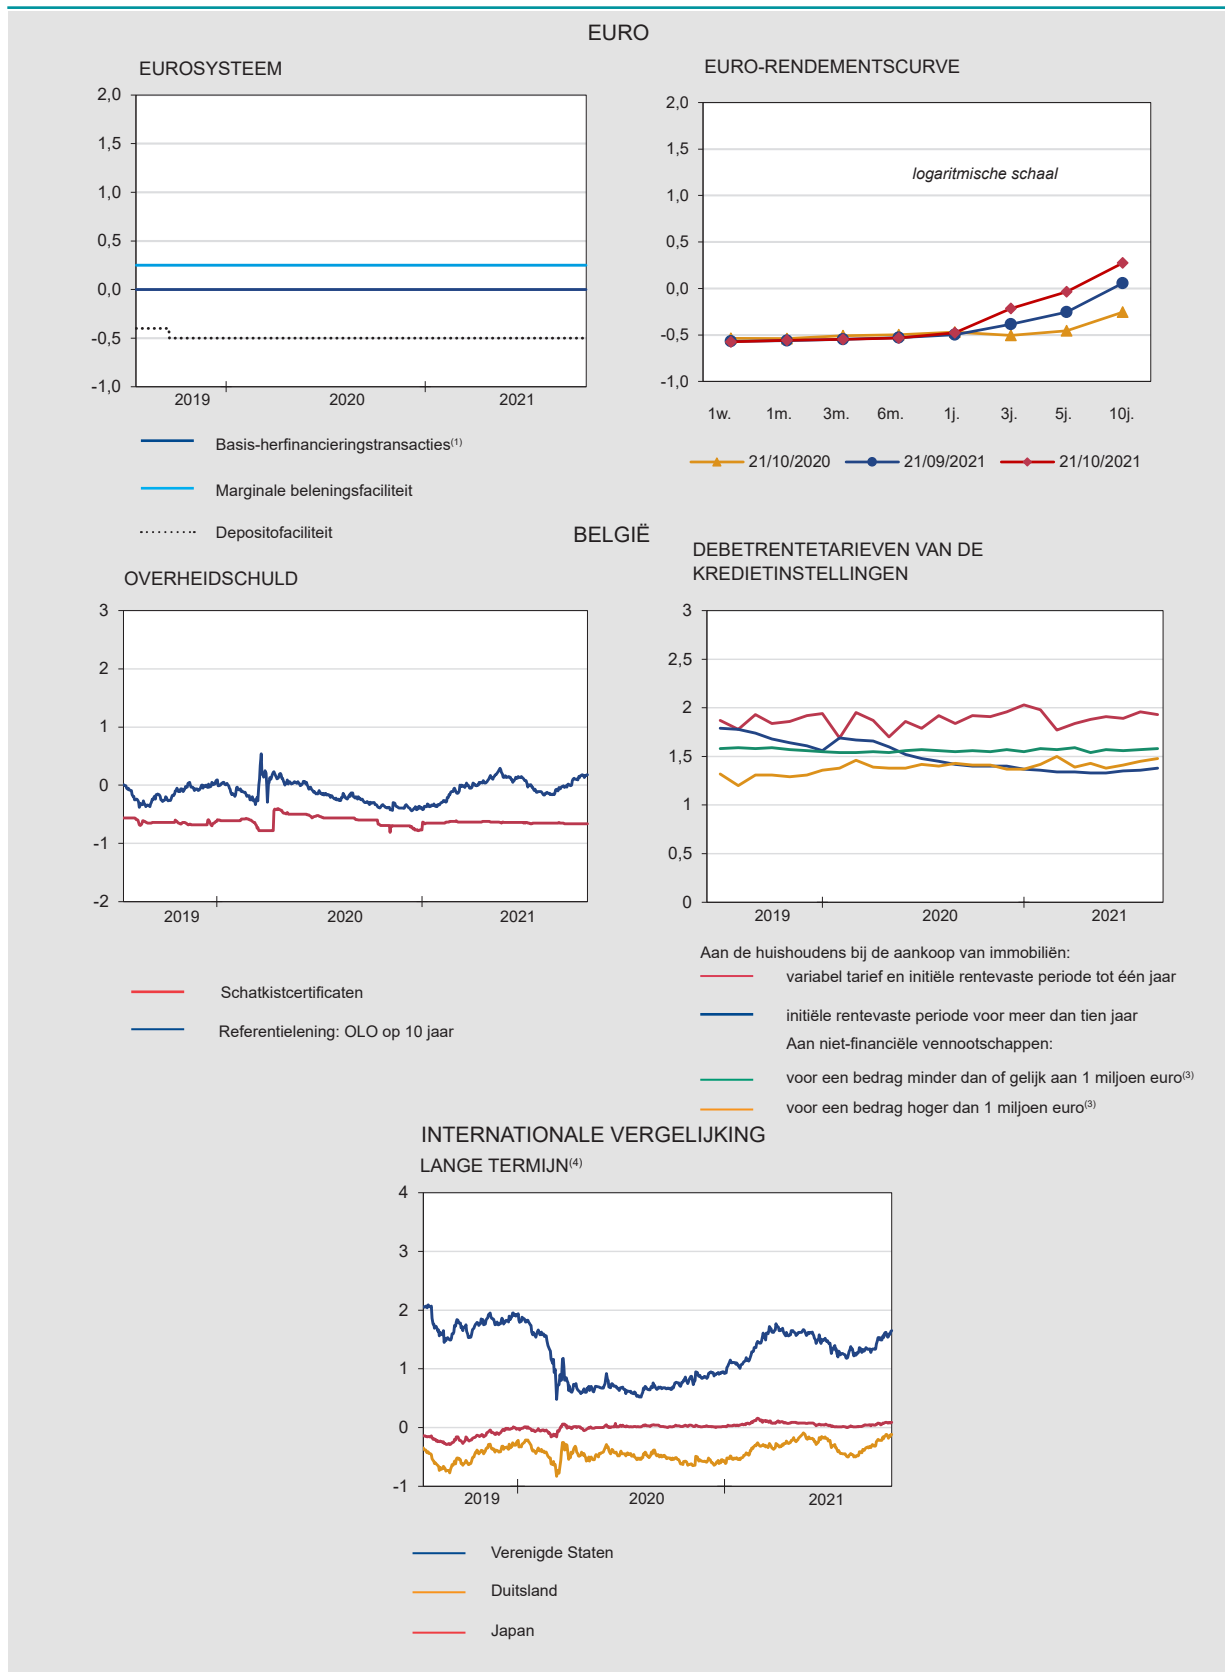 EURO
EUROSYSTEEM
2,0
1,5
1,0
0,5
0,0
-0,5
-1,0
2019 2020 2021
Basis-herfinancieringstransacties(1)
Marginale beleningsfaciliteit
Depositofaciliteit
EURO-RENDEMENTSCURVE
2,0
1,5
1,0
0,5
0,0
-0,5
-1,0
logaritmische schaal
1w. 1m. 3m. 6m. 1j. 3j. 5j. 10j.
21/10/2020 21/09/2021 21/10/2021
BELGIË
OVERHEIDSCHULD
3
2
1
0
-1
-2
2019 2020 2021
Schatkistcertificaten
Referentielening: OLO op 10 jaar
DEBETRENTETARIEVEN VAN DE
KREDIETINSTELLINGEN
3
2,5
2
1,5
1
0,5
0
2019 2020 2021
Aan de huishoudens bij de aankoop van immobiliën:
variabel tarief en initiële rentevaste periode tot één jaar
initiële rentevaste periode voor meer dan tien jaar
Aan niet-financiële vennootschappen:
voor een bedrag minder dan of gelijk aan 1 miljoen euro(3)
voor een bedrag hoger dan 1 miljoen euro(3)
INTERNATIONALE VERGELIJKING
LANGE TERMIJN(4)
4
3
2
1
0
-1
2019 2020 2021
Verenigde Staten
Duitsland
Japan